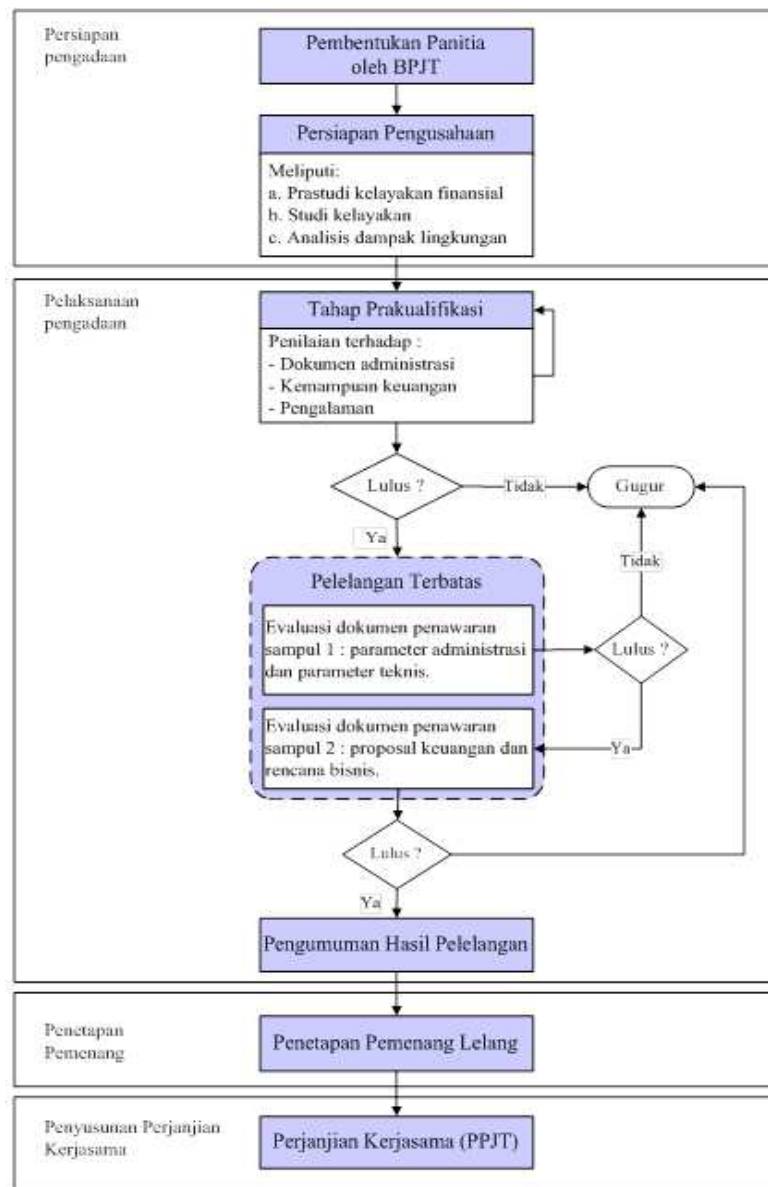 Persiapan
pengadaan
Pembentukan Panitia
oleh BPJT
Persiapan Pengusahaan
Meliputi:
a. Prastudi kelayakan finansial
b. Studi kelayakan
c. Analisis dampak lingkungan
Pelaksanaan
pengadaan
Tahap Prakualifikasi
Penilaian terhadap :
- Dokumen administrasi
- Kemampuan keuangan
- Pengalaman
Lulus ?
Tidak
Gugur
Ya
Tidak
Pelelangan Terbatas
Evaluasi dokumen penawaran
sampul 1 : parameter administrasi
dan parameter teknis.
Lulus ?
Evaluasi dokumen penawaran
sampul 2 : proposal keuangan dan
rencana bisnis.
Ya
Lulus ?
Ya
Pengumuman Hasil Pelelangan
Penetapan
Pemenang
Penetapan Pemenang Lelang
Penyusunan Perjanjian
Kerjasama
Perjanjian Kerjasama (PPJT)